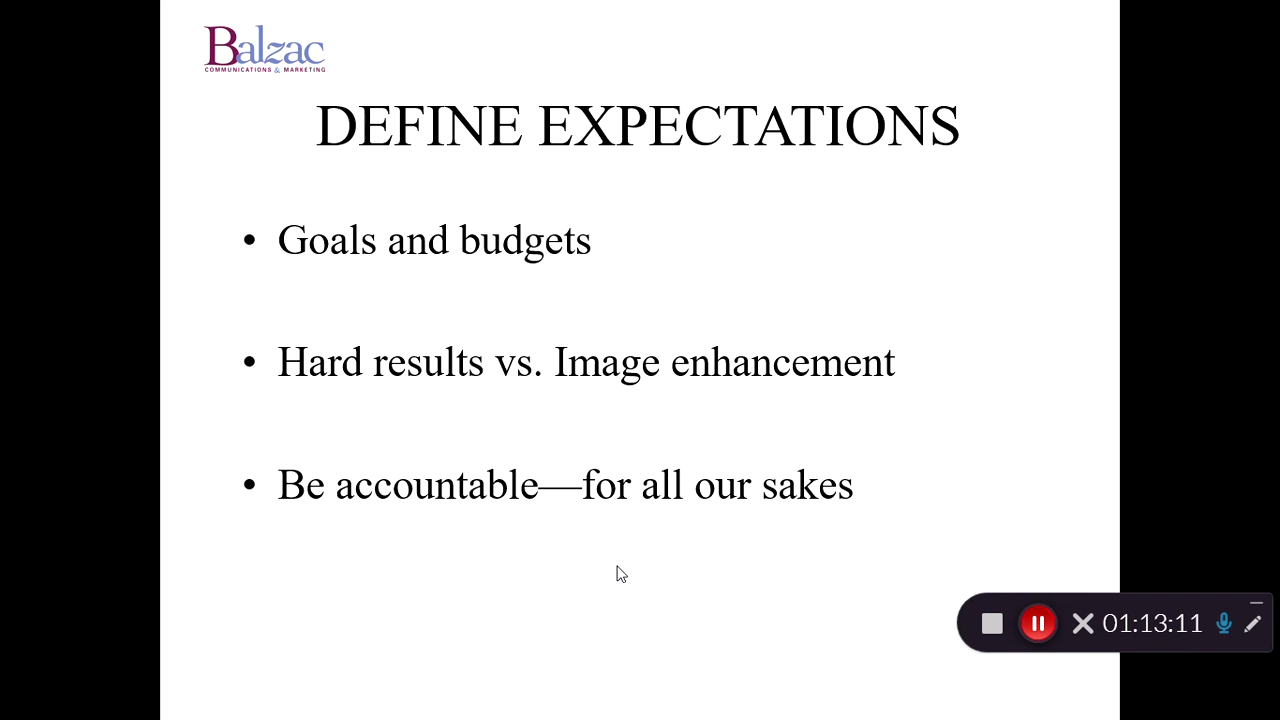 Balzac
COMMUNICATIONS & MARKETING
DEFINE EXPECTATIONS
• Goals and budgets
• Hard results vs. Image enhancement
• Be accountable—for all our sakes
01:13:11